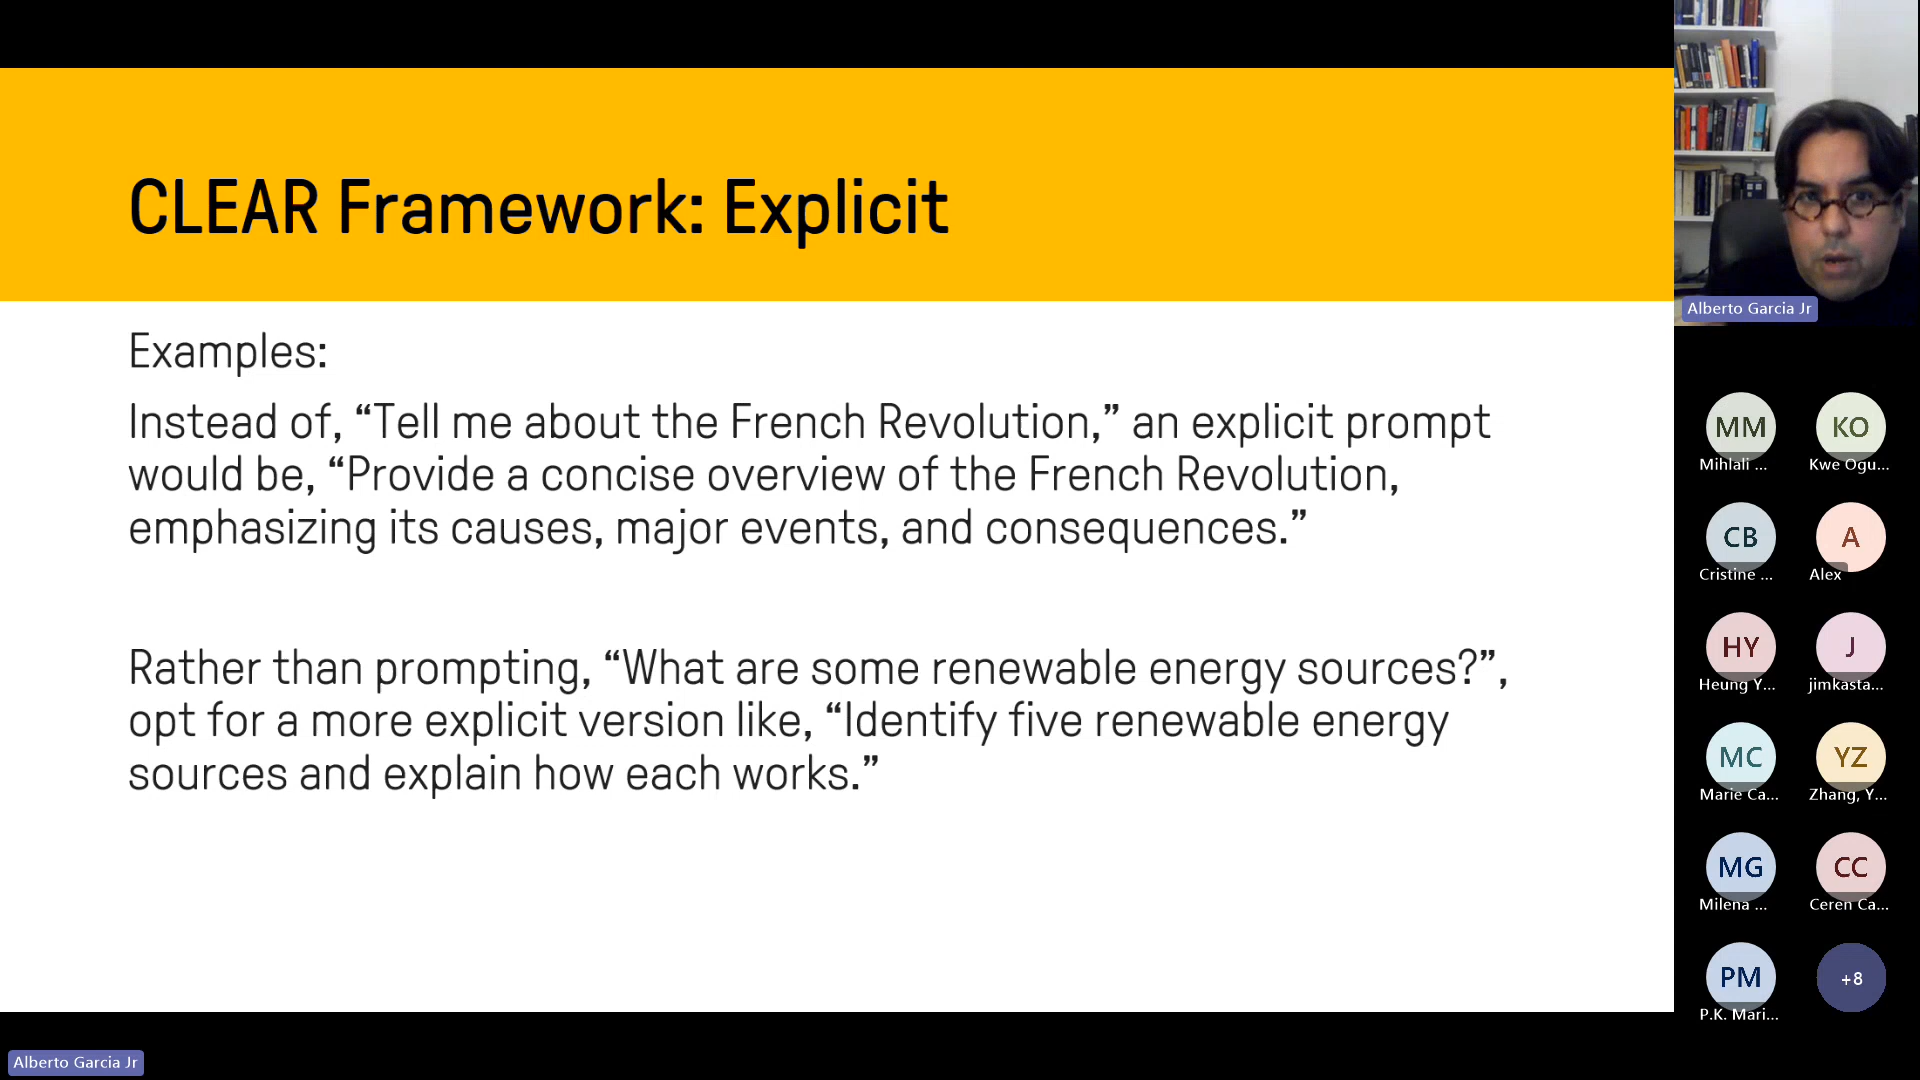 CLEAR Framework: Explicit
Examples:
Instead of, “Tell me about the French Revolution,” an explicit prompt
would be, “Provide a concise overview of the French Revolution,
emphasizing its causes, major events, and consequences.”
Rather than prompting, “What are some renewable energy sources?”,
opt for a more explicit version like, “Identify five renewable energy
sources and explain how each works.”
Alberto Garcia Jr
MM
KO
Mihlali ...
Kwe Ogu...
CB
A
Cristine ...
Alex
HY
J
Heung Y...
jimkasta...
MC
YZ
Marie Ca...
Zhang, Y...
MG
CC
Milena ...
Ceren Ca...
PM
+8
P.K. Mari...
Alberto Garcia Jr